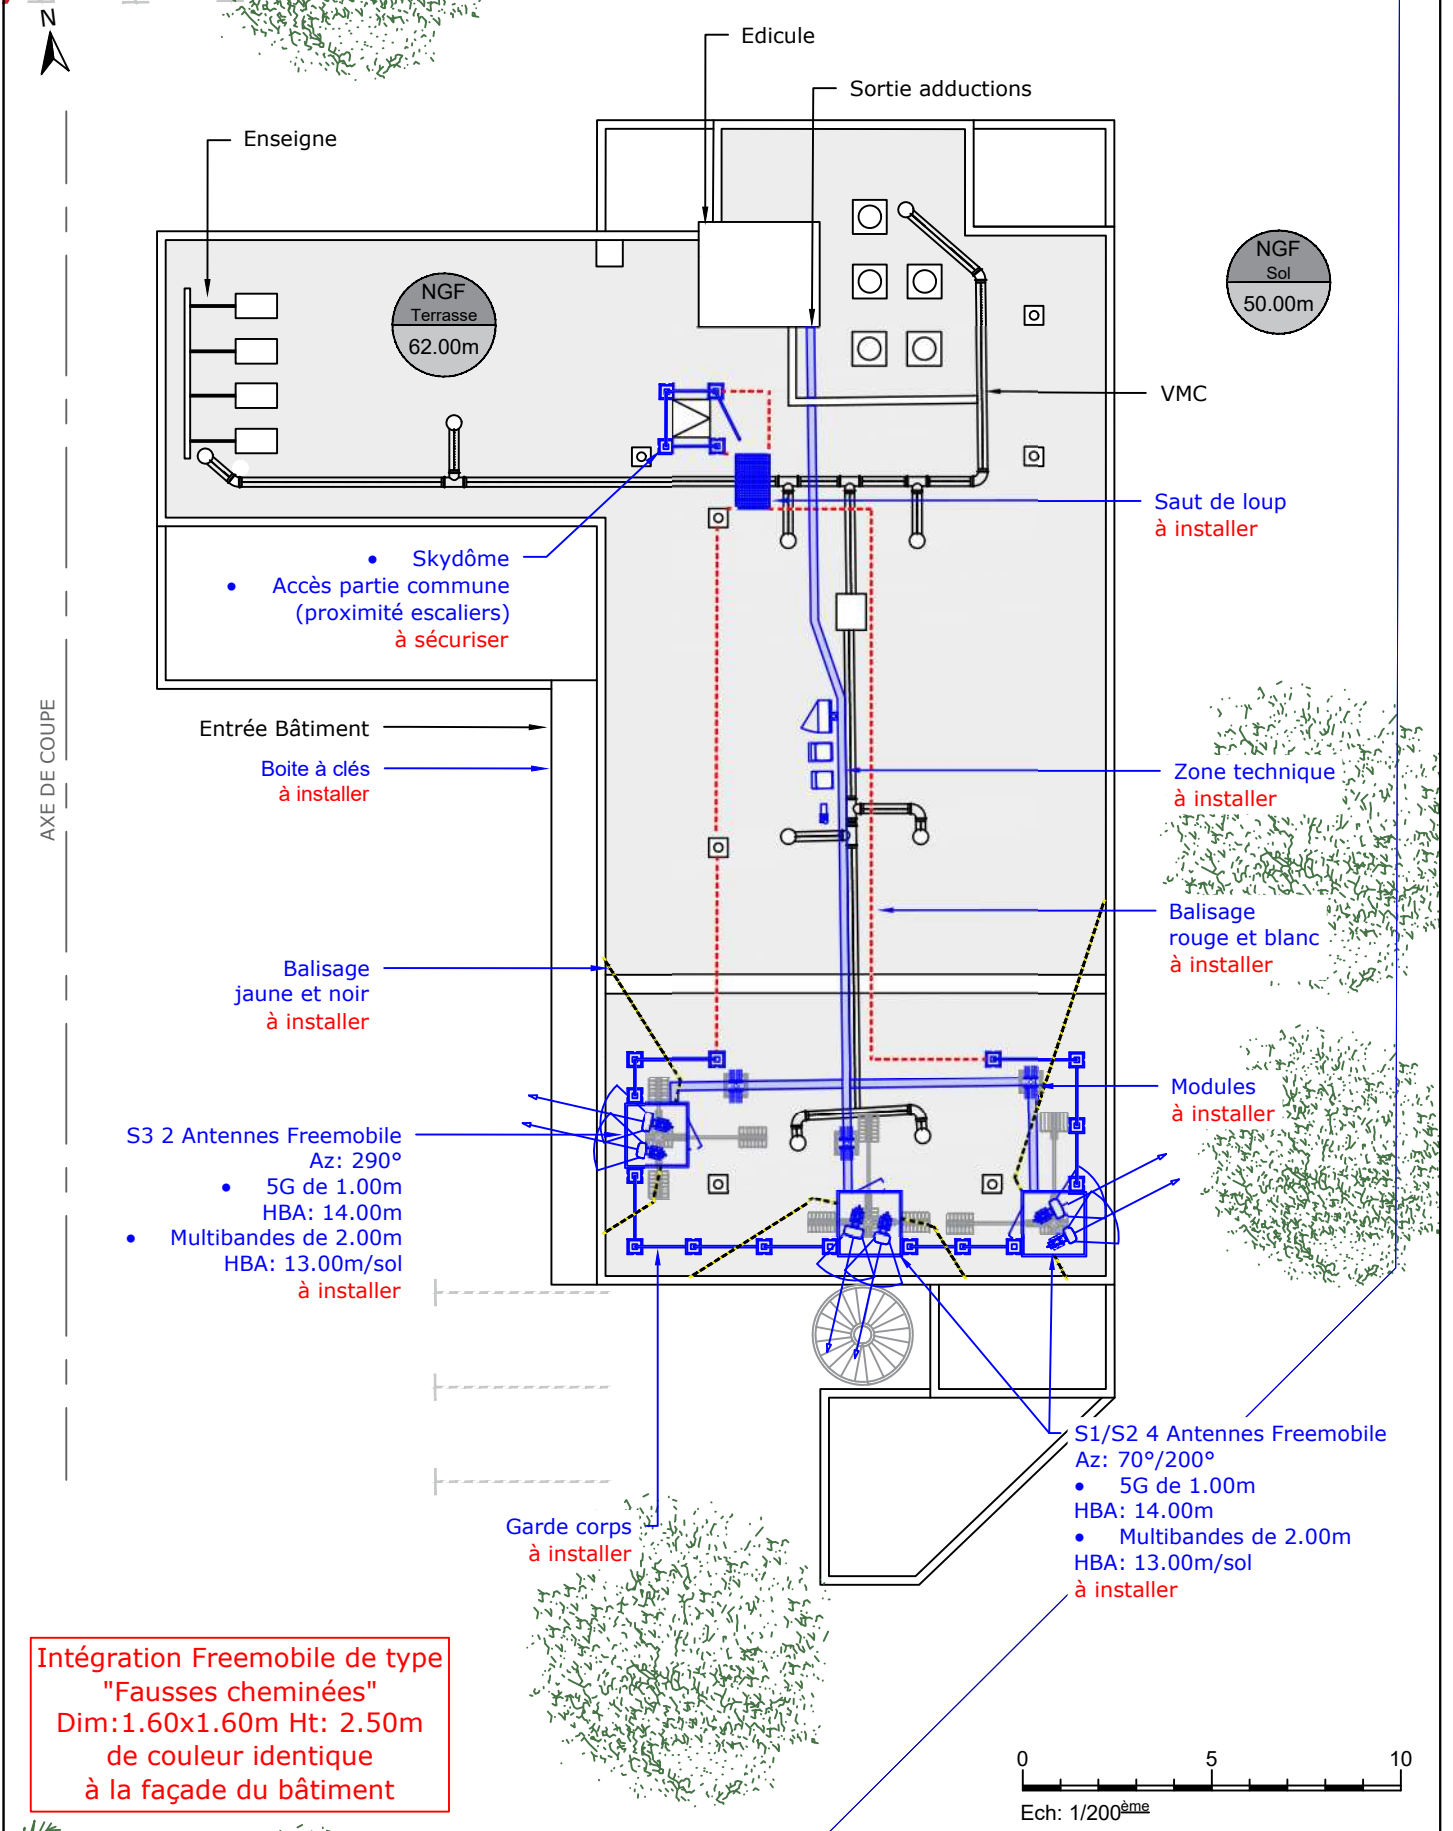 N
Edicule
Sortie adductions
Enseigne
NGF
Terrasse
62.00m
NGF
Sol
50.00m
VMC
Saut de loup
à installer
• Skydôme
• Accès partie commune
(proximité escaliers)
à sécuriser
AXE DE COUPE
Entrée Bâtiment
Boite à clés
à installer
Zone technique
à installer
Balisage
rouge et blanc
à installer
Balisage
jaune et noir
à installer
Modules
à installer
S3 2 Antennes Freemobile
Az: 290°
• 5G de 1.00m
HBA: 14.00m
• Multibandes de 2.00m
HBA: 13.00m/sol
à installer
S1/S2 4 Antennes Freemobile
Az: 70°/200°
• 5G de 1.00m
HBA: 14.00m
• Multibandes de 2.00m
HBA: 13.00m/sol
à installer
Garde corps
à installer
Intégration Freemobile de type
"Fausses cheminées"
Dim:1.60x1.60m Ht: 2.50m
de couleur identique
à la façade du bâtiment
0 5 10
Ech: 1/200ème